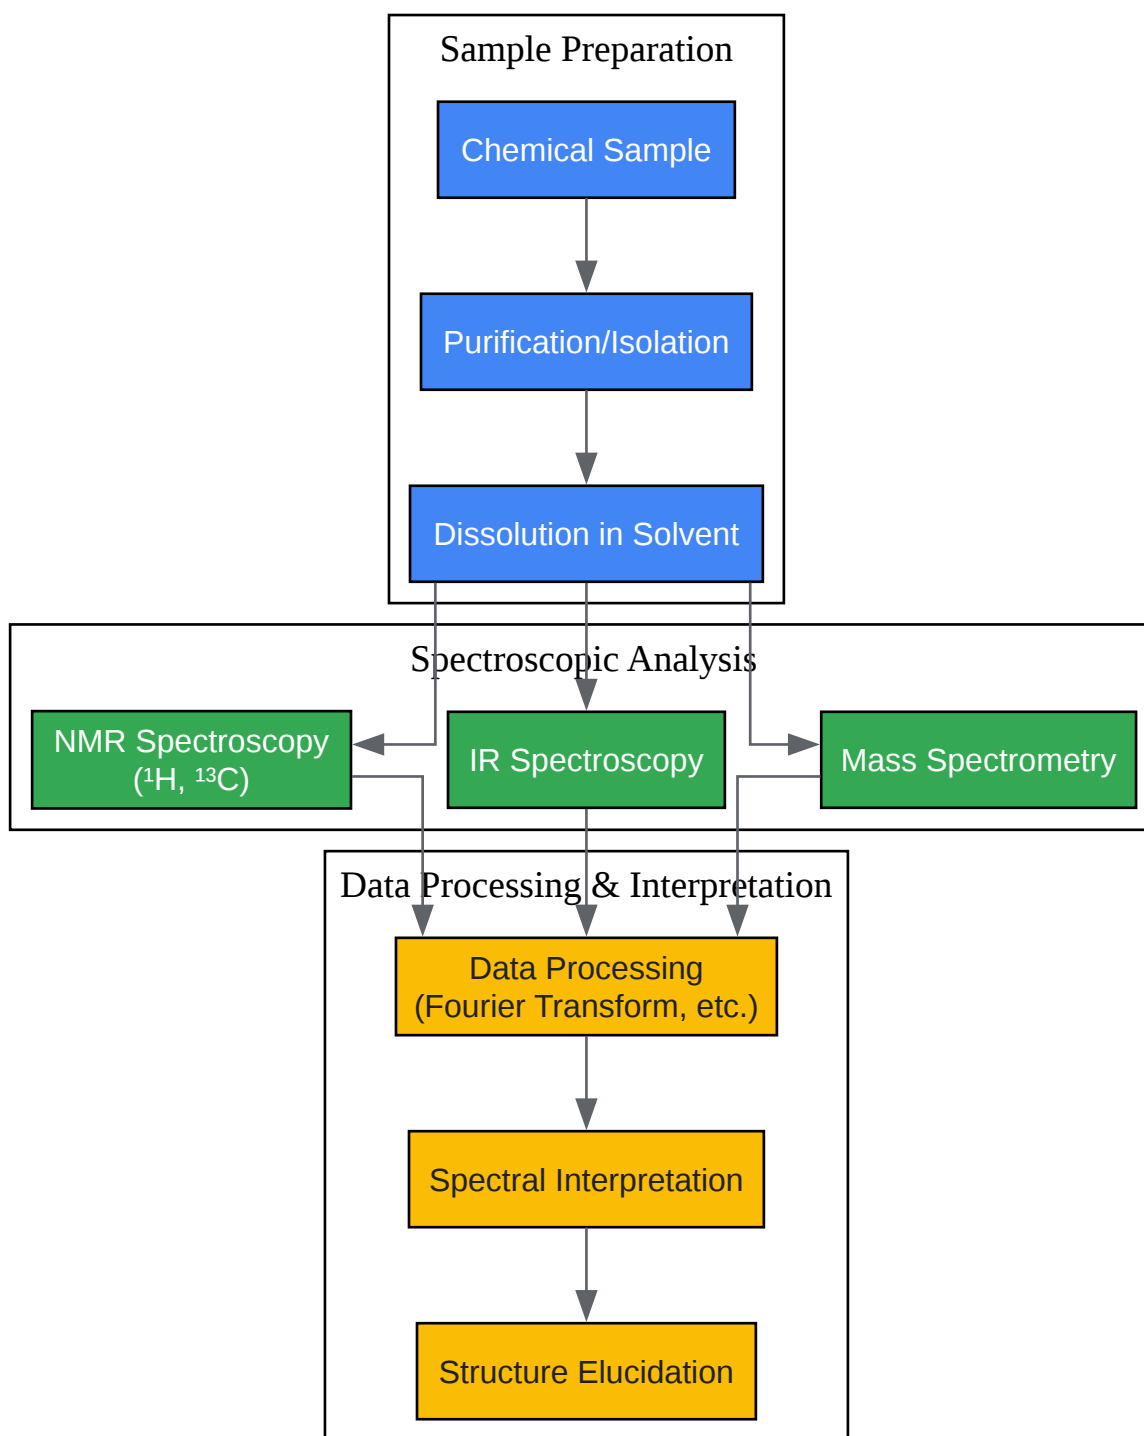 Sample Preparation
Chemical Sample
Purification/Isolation
Dissolution in Solvent
Spectroscopic Analysis
NMR Spectroscopy
(¹H, ¹³C)
IR Spectroscopy
Mass Spectrometry
Data Processing & Interpretation
Data Processing
(Fourier Transform, etc.)
Spectral Interpretation
Structure Elucidation